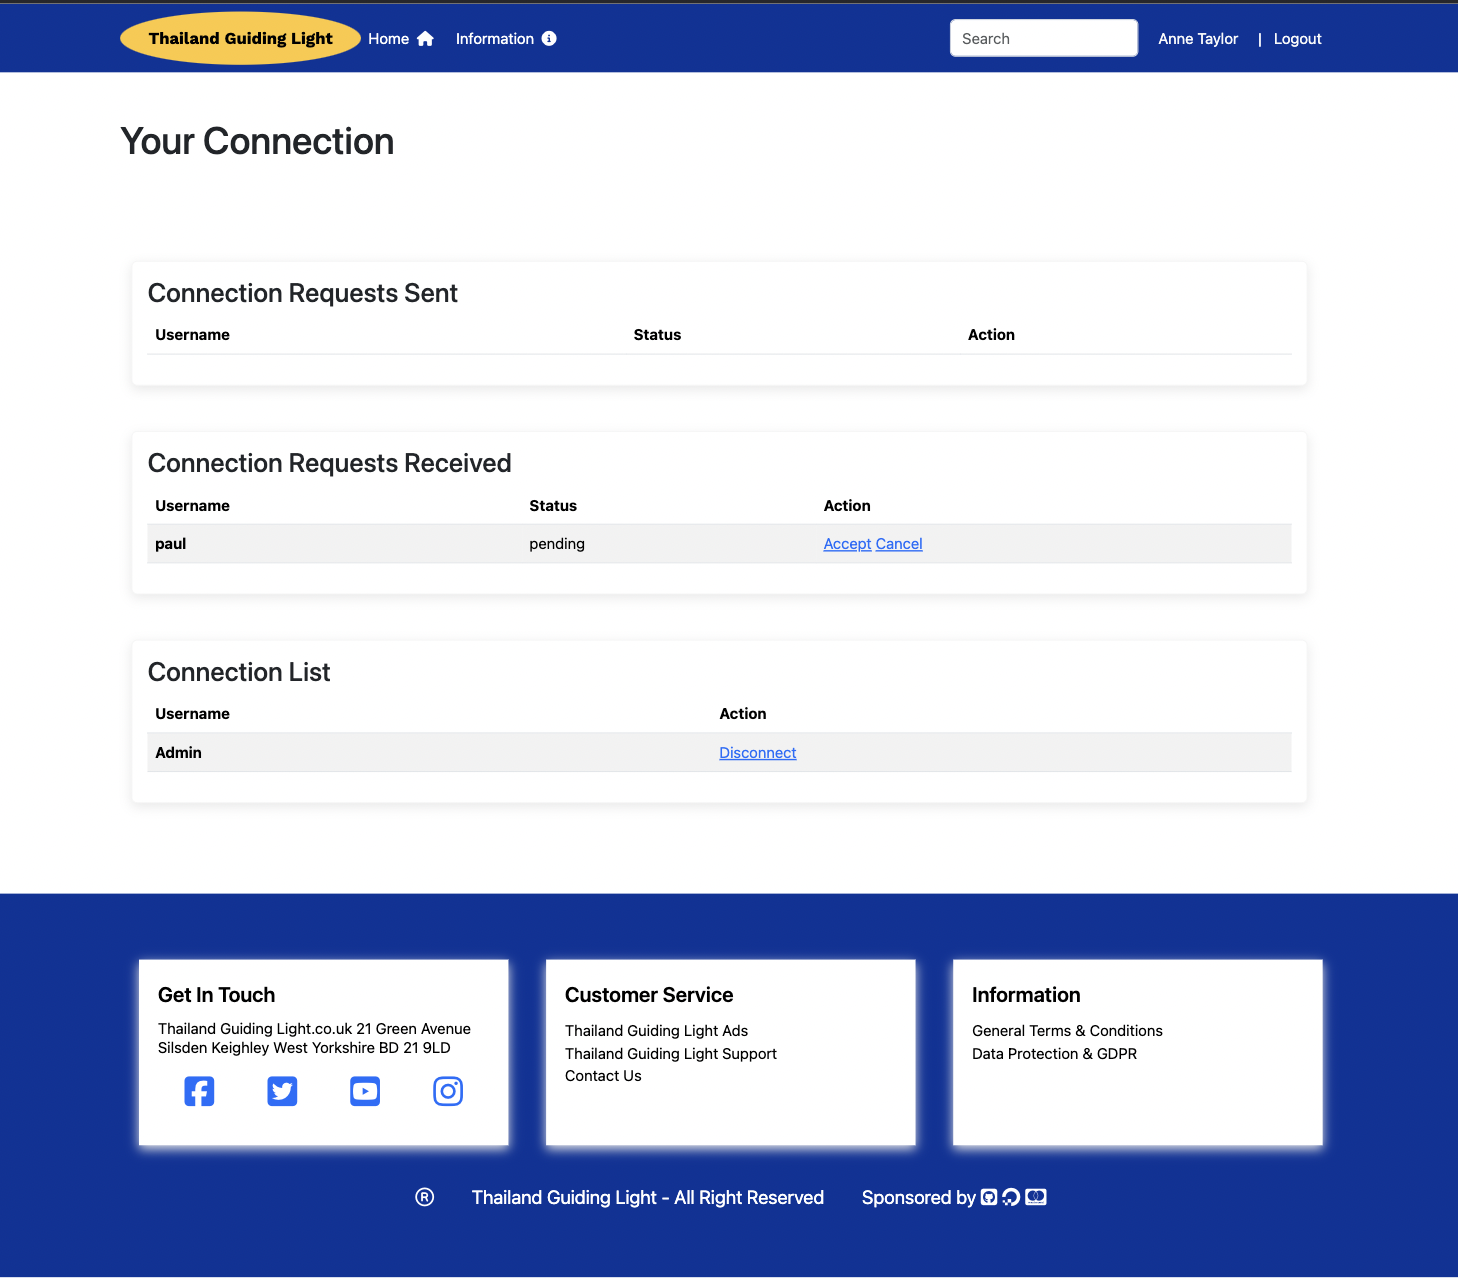 Thailand Guiding Light Home Information Search Anne Taylor | Logout
Your Connection
Connection Requests Sent
Username Status Action
Connection Requests Received
Username Status Action
paul pending Accept Cancel
Connection List
Username Action
Admin Disconnect
Get In Touch
Thailand Guiding Light.co.uk 21 Green Avenue
Silsden Keighley West Yorkshire BD 21 9LD
Customer Service
Thailand Guiding Light Ads
Thailand Guiding Light Support
Contact Us
Information
General Terms & Conditions
Data Protection & GDPR
® Thailand Guiding Light - All Right Reserved Sponsored by